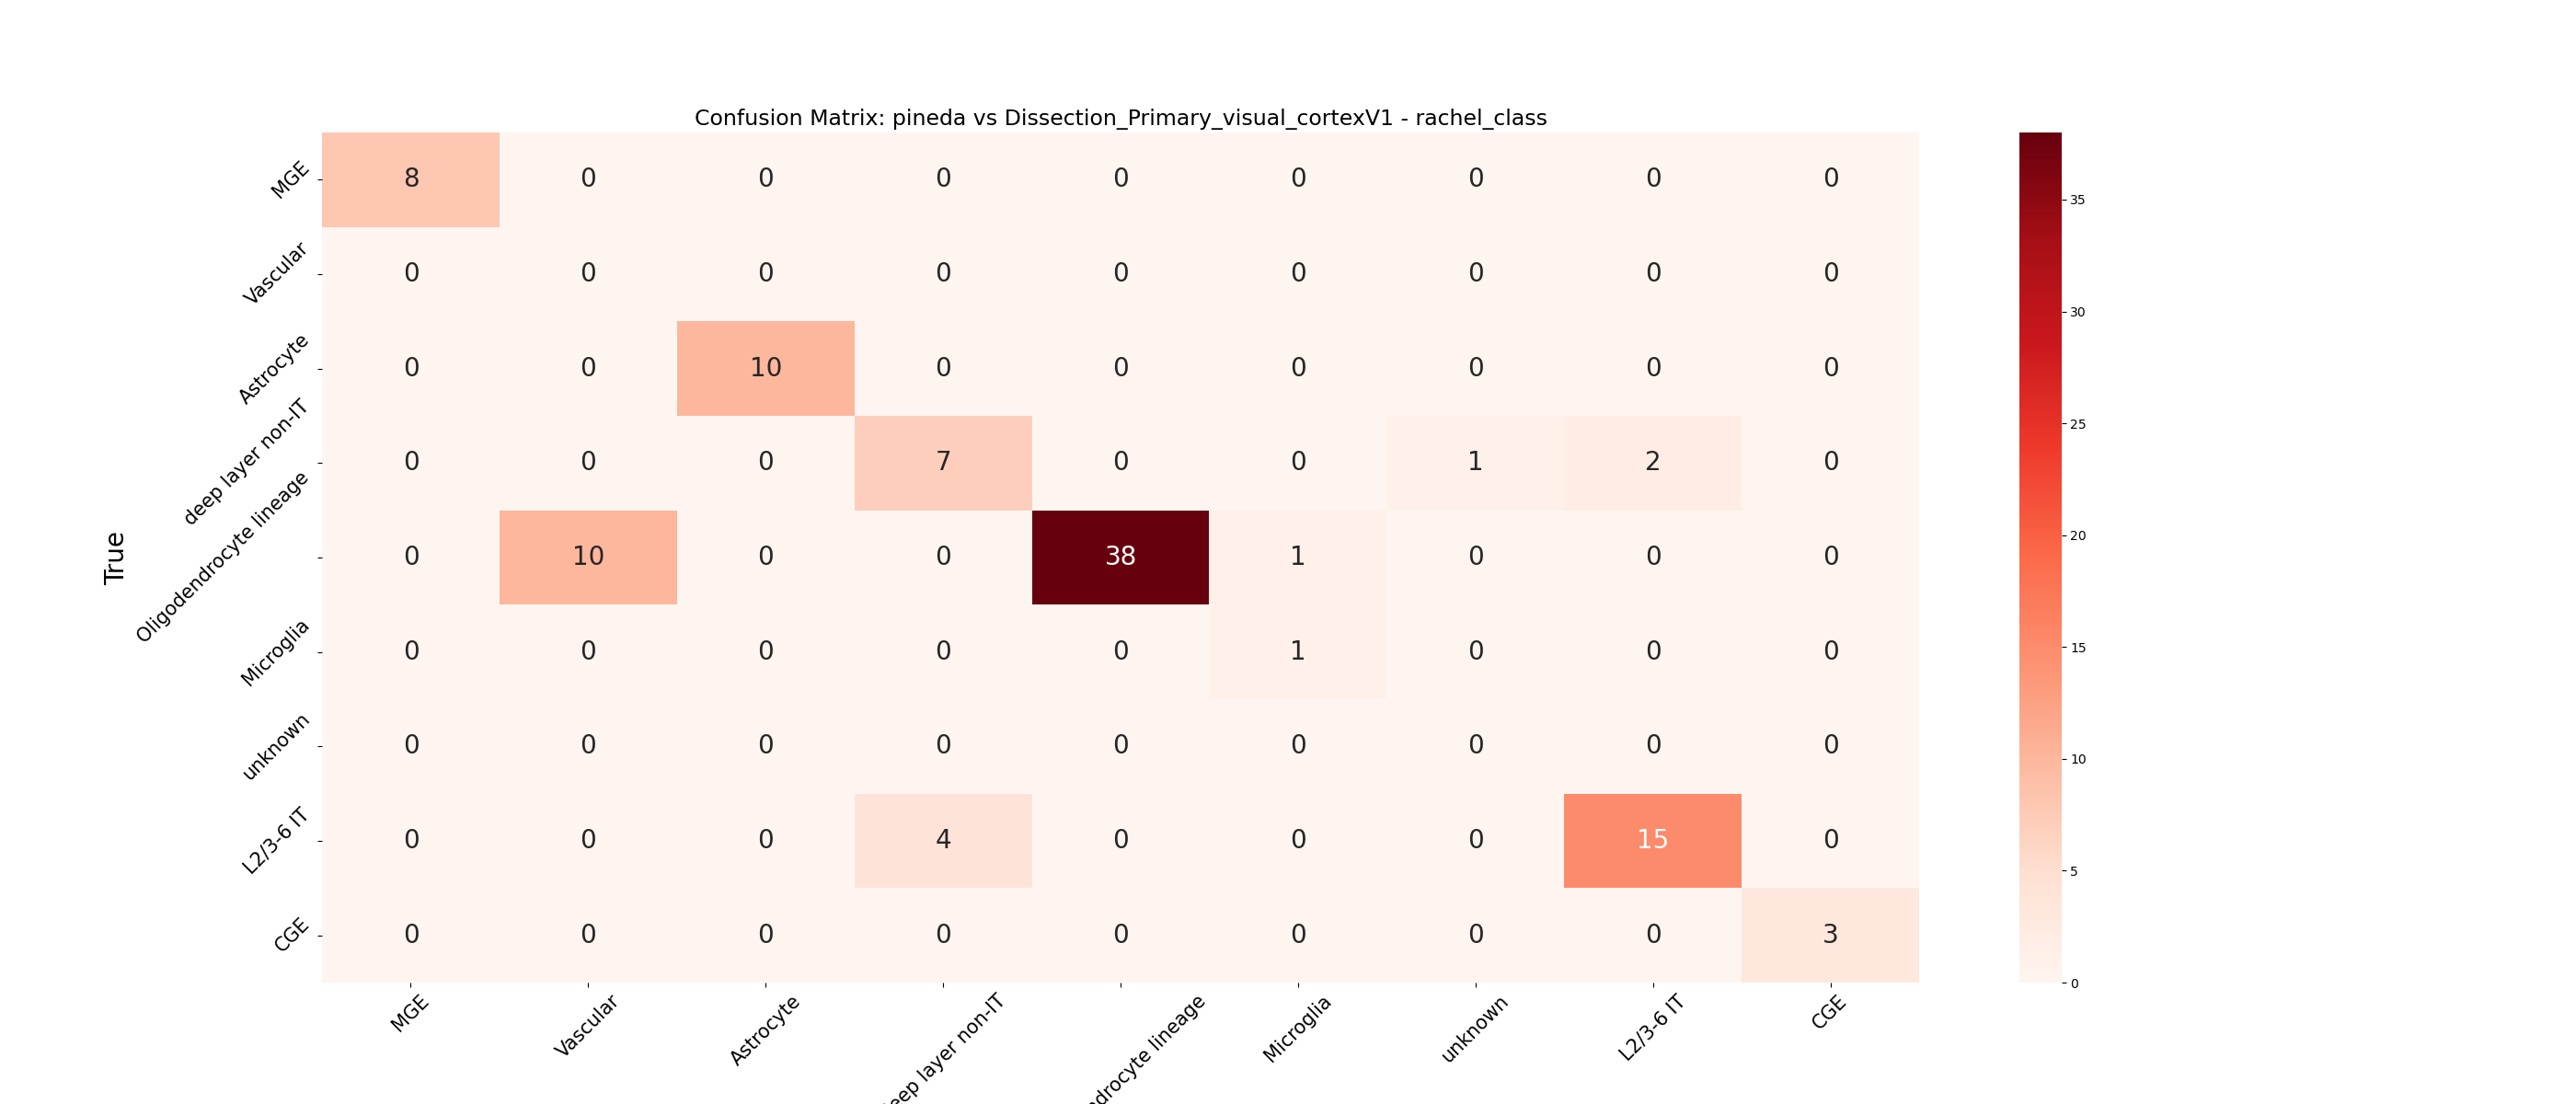 Confusion Matrix: pineda vs Dissection_Primary_visual_cortexV1 - rachel_class
MGE 8 0 0 0 0 0 0 0 0
Vascular 0 0 0 0 0 0 0 0 0
Astrocyte 0 0 10 0 0 0 0 0 0
deep layer non-IT 0 0 0 7 0 0 1 2 0
Oligodendrocyte lineage 0 10 0 0 38 1 0 0 0
Microglia 0 0 0 0 0 1 0 0 0
unknown 0 0 0 0 0 0 0 0 0
L2/3-6 IT 0 0 0 4 0 0 0 15 0
CGE 0 0 0 0 0 0 0 0 3
True
MGE
Vascular
Astrocyte
layer non-IT
lineage
Microglia
unknown
L2/3-6 IT
CGE
35
30
25
20
15
10
5
0